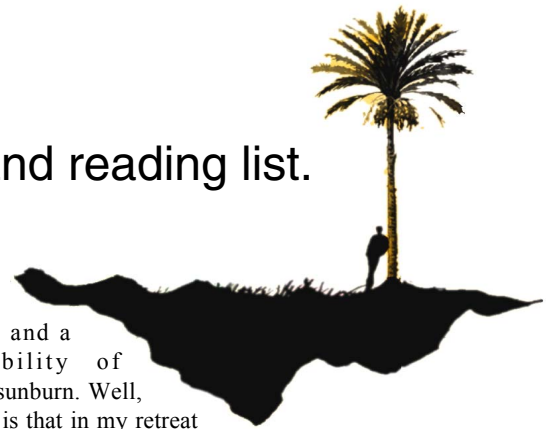 nd reading list.
and a
bility of
sunburn. Well,
is that in my retreat